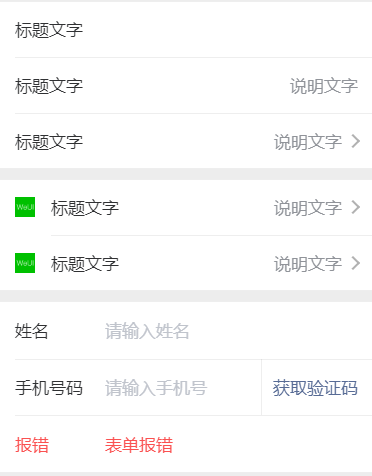 标题文字
标题文字 说明文字
标题文字 说明文字
WeUI 标题文字 说明文字
WeUI 标题文字 说明文字
姓名 请输入姓名
手机号码 请输入手机号 获取验证码
报错 表单报错